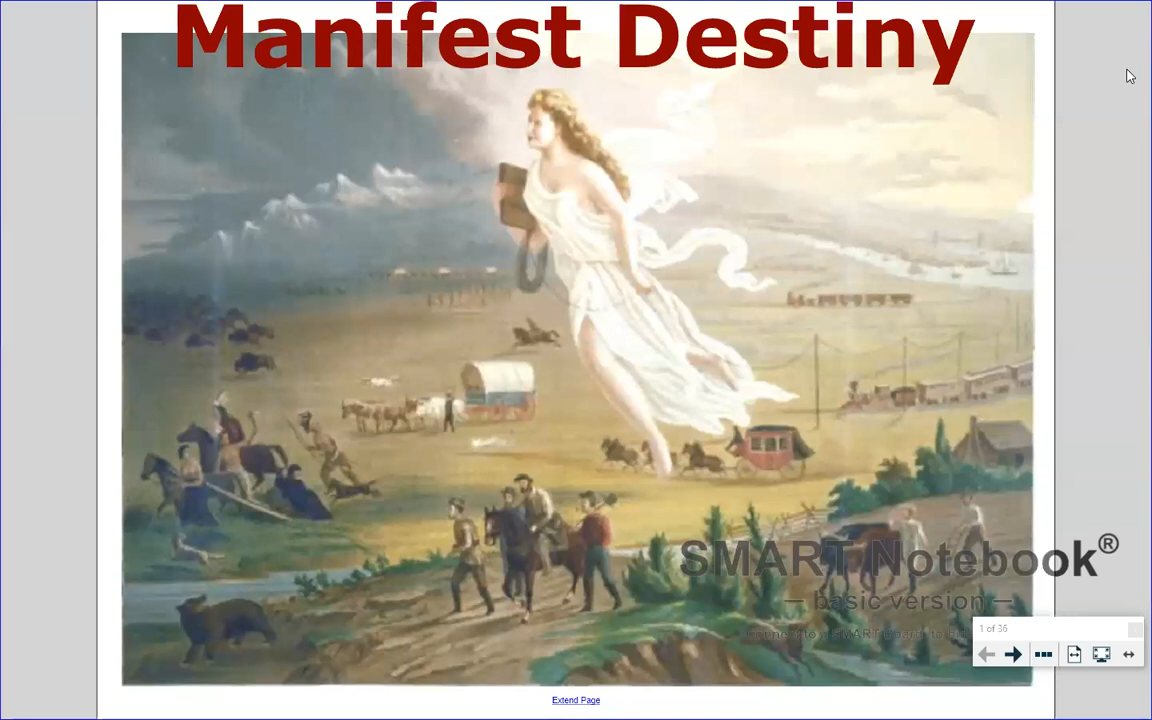 Manifest Destiny
SMART Notebook®
— basic version —
1 of 36
Extend Page